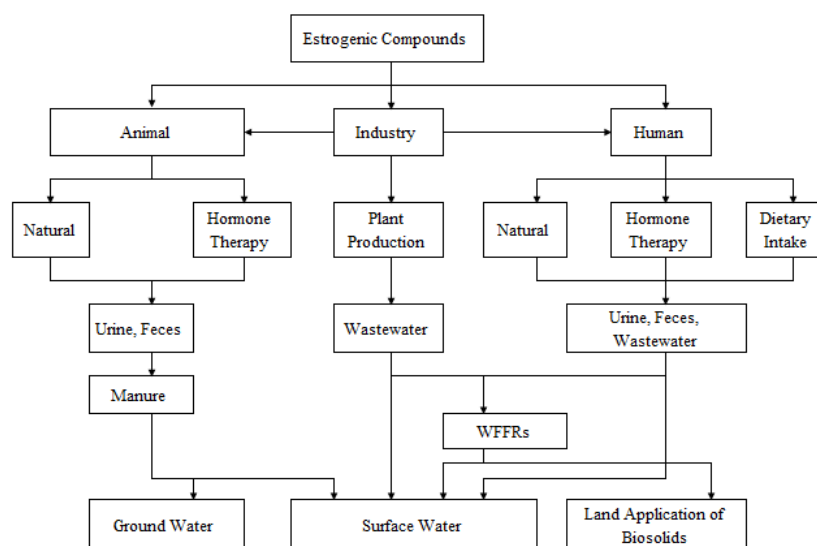 Estrogenic Compounds
Animal
Industry
Human
Natural
Hormone
Therapy
Plant
Production
Natural
Hormone
Therapy
Dietary
Intake
Urine, Feces
Wastewater
Urine, Feces,
Wastewater
Manure
WFFRs
Ground Water
Surface Water
Land Application of
Biosolids